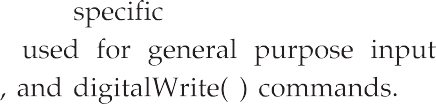 specific
used for general purpose input
, and digitalWrite( ) commands.